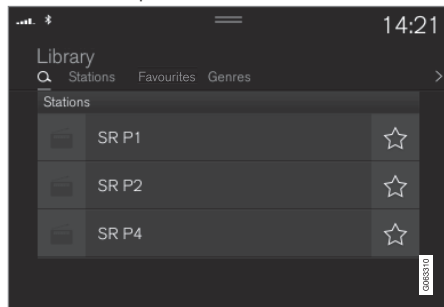 14:21
Library
Stations Favourites Genres
Stations
SR P1
SR P2
SR P4
G063310